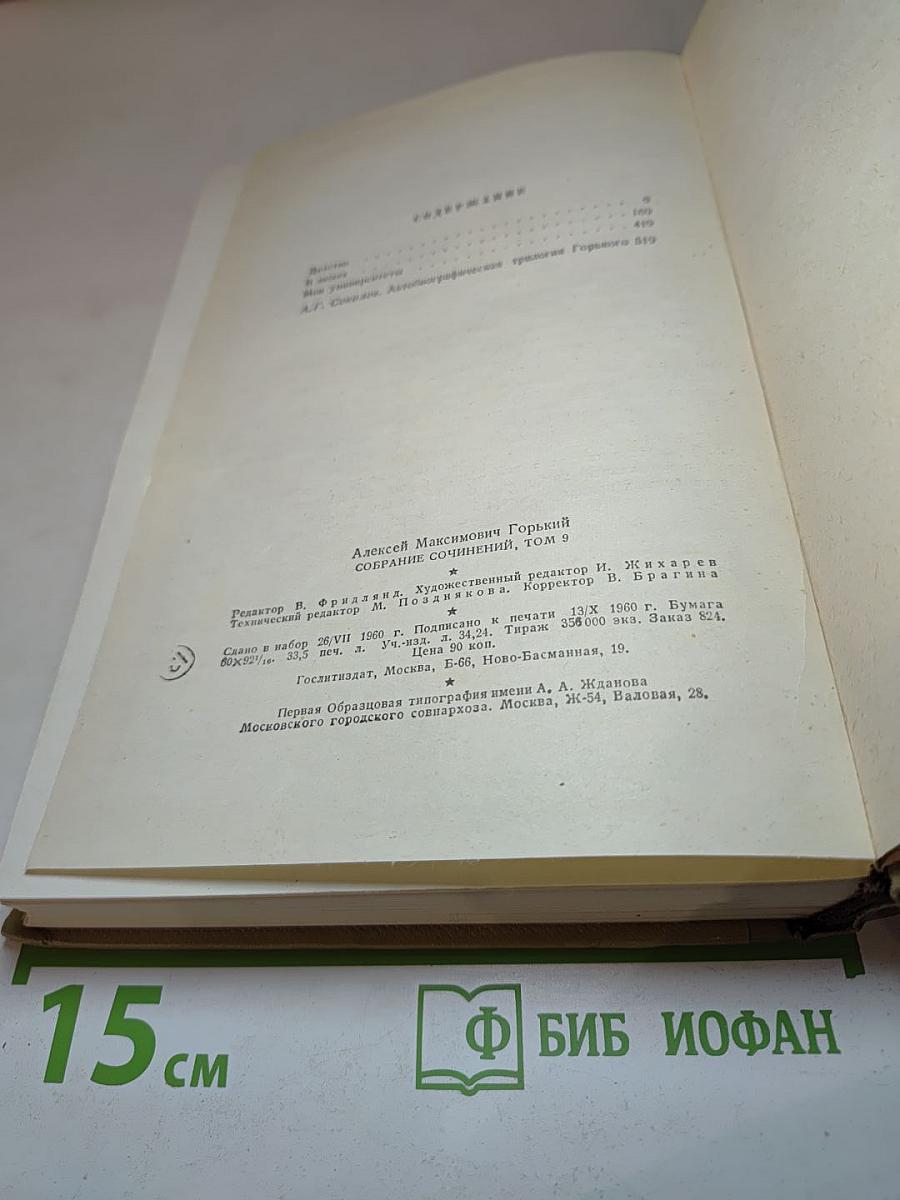 СОДЕРЖАНИЕ
Детство . . . . . . . . . . . . . . . . 9
В людях . . . . . . . . . . . . . . . . 169
Мои университеты . . . . . . . . . . . . 419
Автобиографическая трилогия Горького 519
Алексей Максимович Горький
СОБРАНИЕ СОЧИНЕНИЙ, ТОМ 9
★
Редактор В. Фридлянд. Художественный редактор И. Жихарев
Технический редактор М. Позднякова. Корректор В. Брагина
★
Сдано в набор 26/VII 1960 г. Подписано к печати 13/X 1960 г. Бумага
60×92¹/₁₆. 33,5 печ. л. Уч.-изд. л. 34,24. Тираж 356 000 экз. Заказ 824.
Цена 90 коп.
Гослитиздат, Москва, Б-66, Ново-Басманная, 19.
★
Первая Образцовая типография имени А. А. Жданова
Московского городского совнархоза. Москва, Ж-54, Валовая, 28.
15 см
Ф БИБ ИОФАН